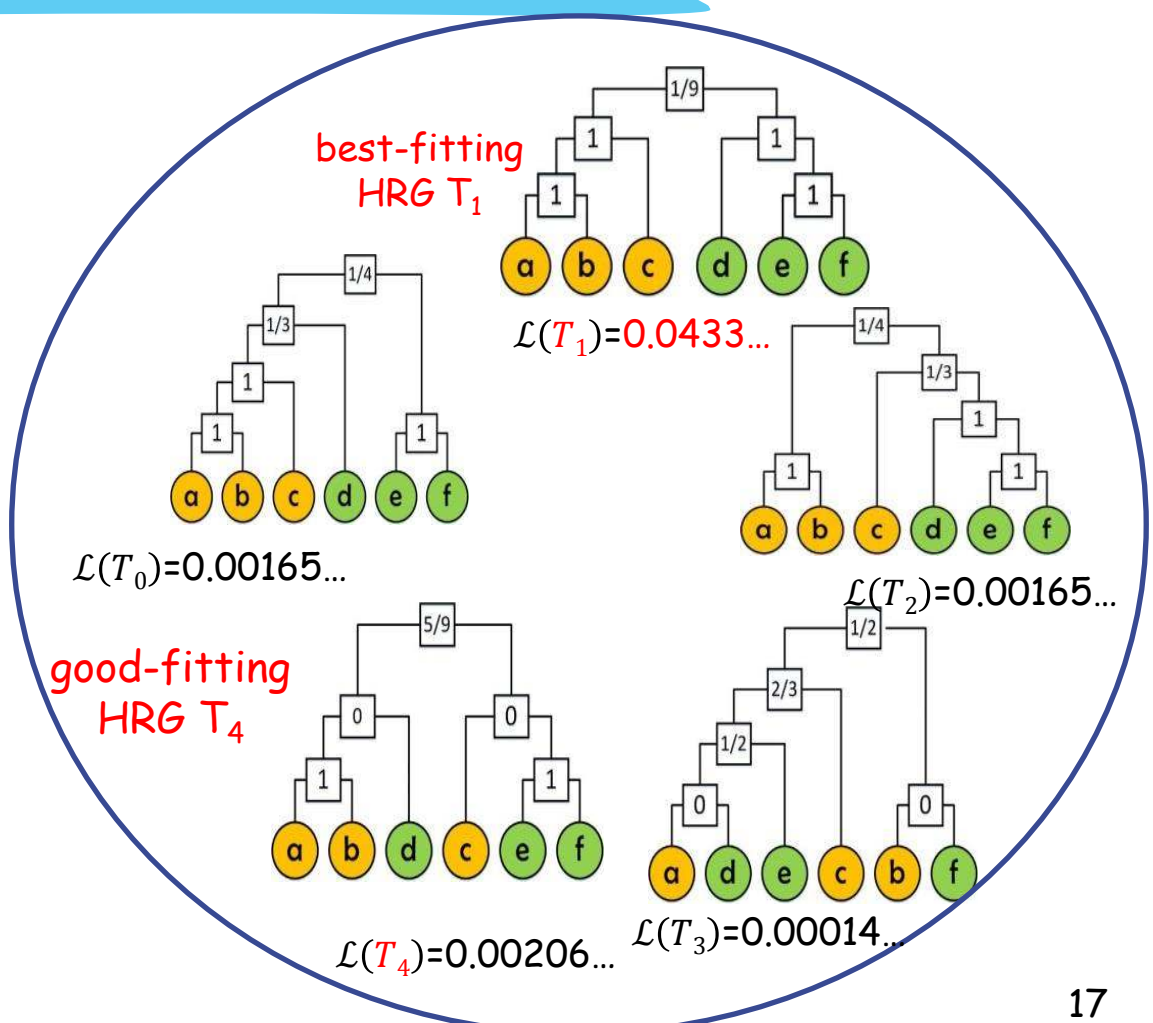 1/9
best-fitting
HRG T₁
1 1
1 1
a b c d e f
ℒ(T₁)=0.0433...
1/4
1/3
1
1 1
a b c d e f
ℒ(T₀)=0.00165...
1/4
1/3
1
1 1
a b c d e f
ℒ(T₂)=0.00165...
good-fitting
HRG T₄
5/9
0 0
1 1
a b d c e f
ℒ(T₄)=0.00206...
1/2
2/3
1/2
0 0
a d e c b f
ℒ(T₃)=0.00014...
17